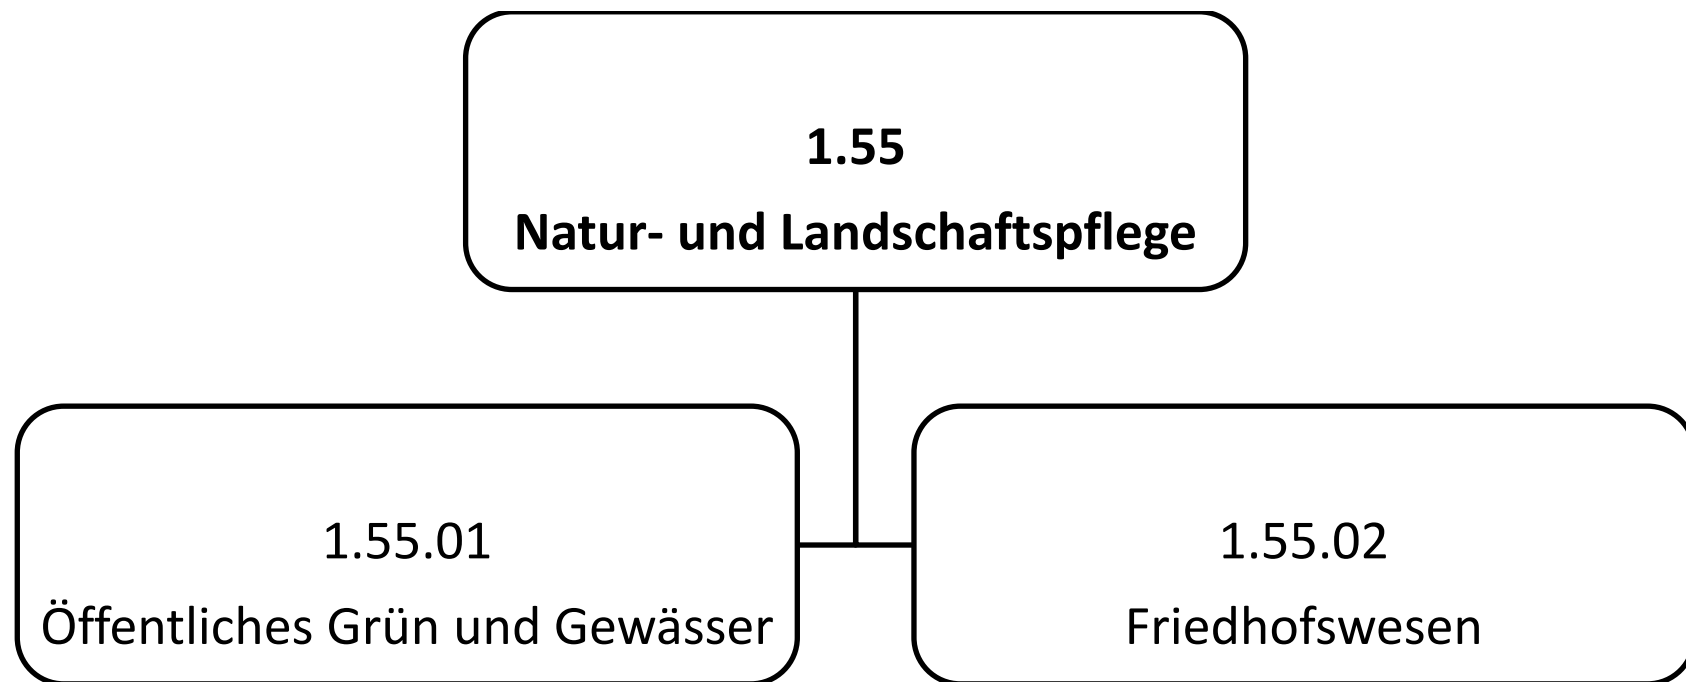 1.55
Natur- und Landschaftspflege
1.55.01
Öffentliches Grün und Gewässer
1.55.02
Friedhofswesen